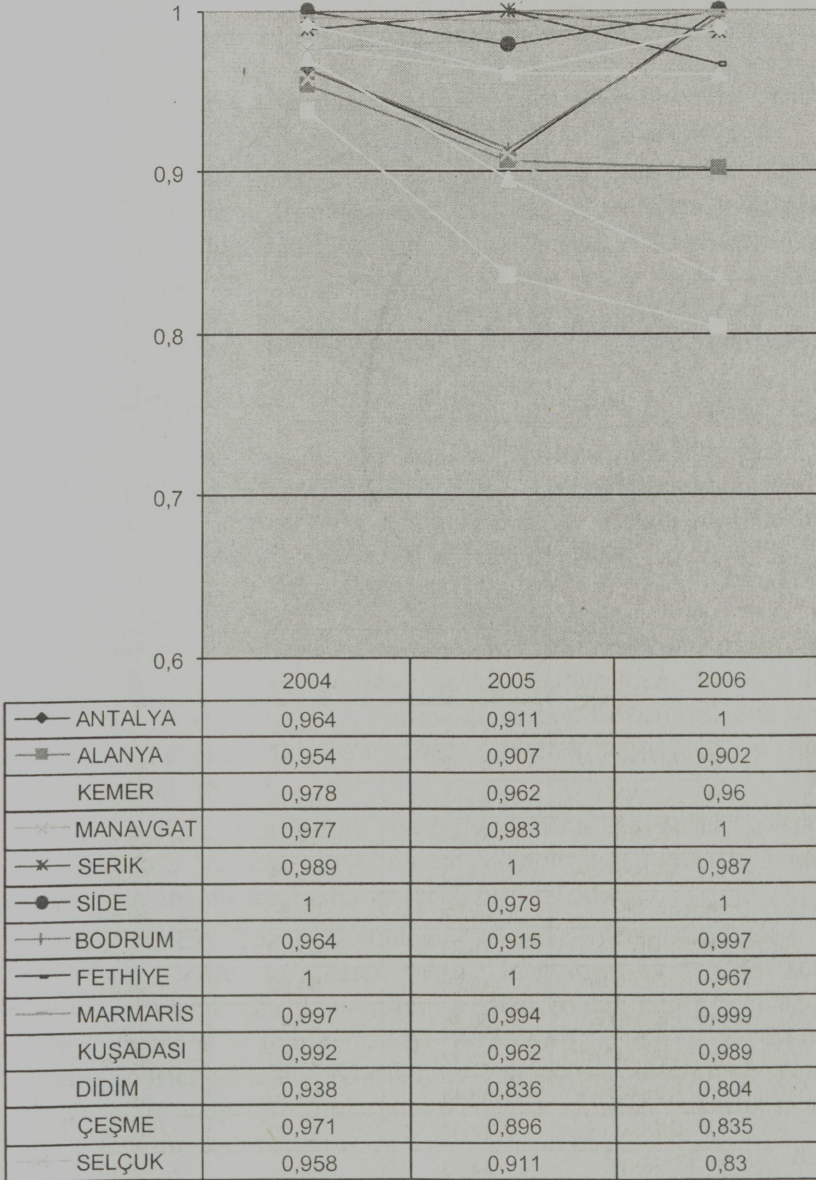 1
0,9
0,8
0,7
0,6
2004 2005 2006
ANTALYA 0,964 0,911 1
ALANYA 0,954 0,907 0,902
KEMER 0,978 0,962 0,96
MANAVGAT 0,977 0,983 1
SERİK 0,989 1 0,987
SİDE 1 0,979 1
BODRUM 0,964 0,915 0,997
FETHİYE 1 1 0,967
MARMARİS 0,997 0,994 0,999
KUŞADASI 0,992 0,962 0,989
DİDİM 0,938 0,836 0,804
ÇEŞME 0,971 0,896 0,835
SELÇUK 0,958 0,911 0,83